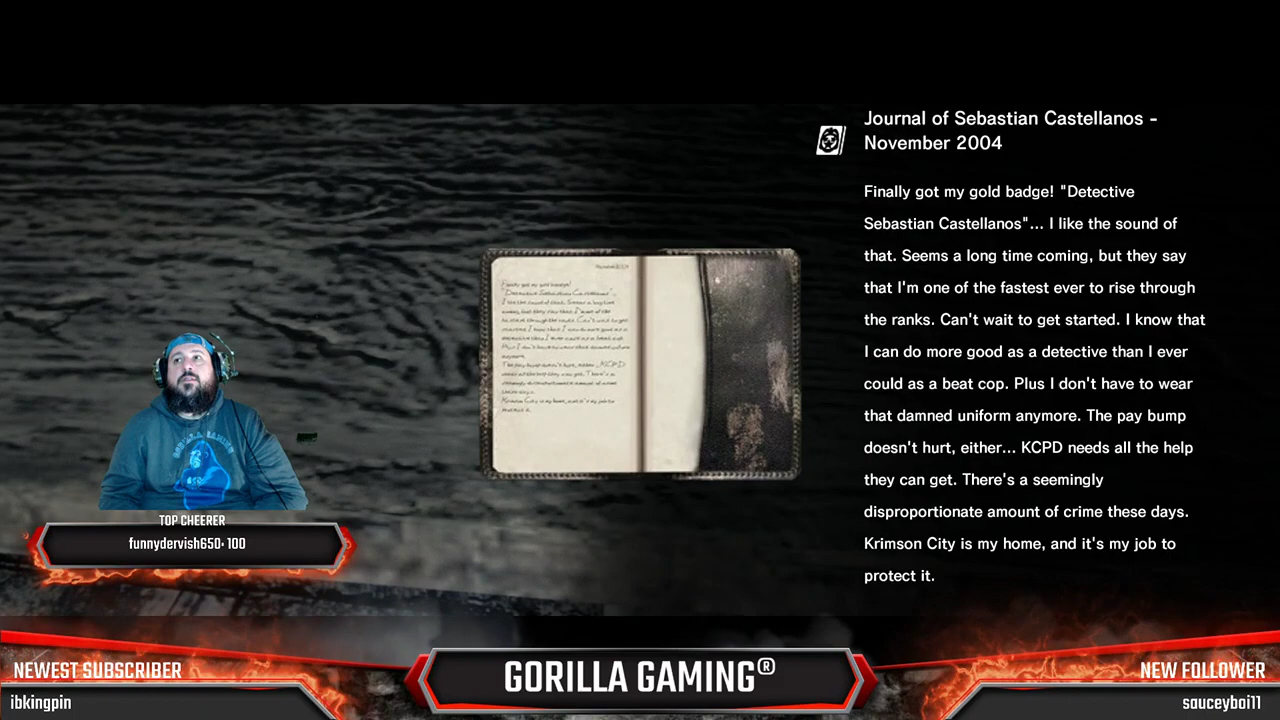 Journal of Sebastian Castellanos -
November 2004
Finally got my gold badge! "Detective
Sebastian Castellanos"... I like the sound of
that. Seems a long time coming, but they say
that I'm one of the fastest ever to rise through
the ranks. Can't wait to get started. I know that
I can do more good as a detective than I ever
could as a beat cop. Plus I don't have to wear
that damned uniform anymore. The pay bump
doesn't hurt, either... KCPD needs all the help
they can get. There's a seemingly
disproportionate amount of crime these days.
Krimson City is my home, and it's my job to
protect it.
GORILLA GAMING
TOP CHEERER
funnydervish650: 100
NEWEST SUBSCRIBER
ibkingpin
GORILLA GAMING®
NEW FOLLOWER
sauceyboi11